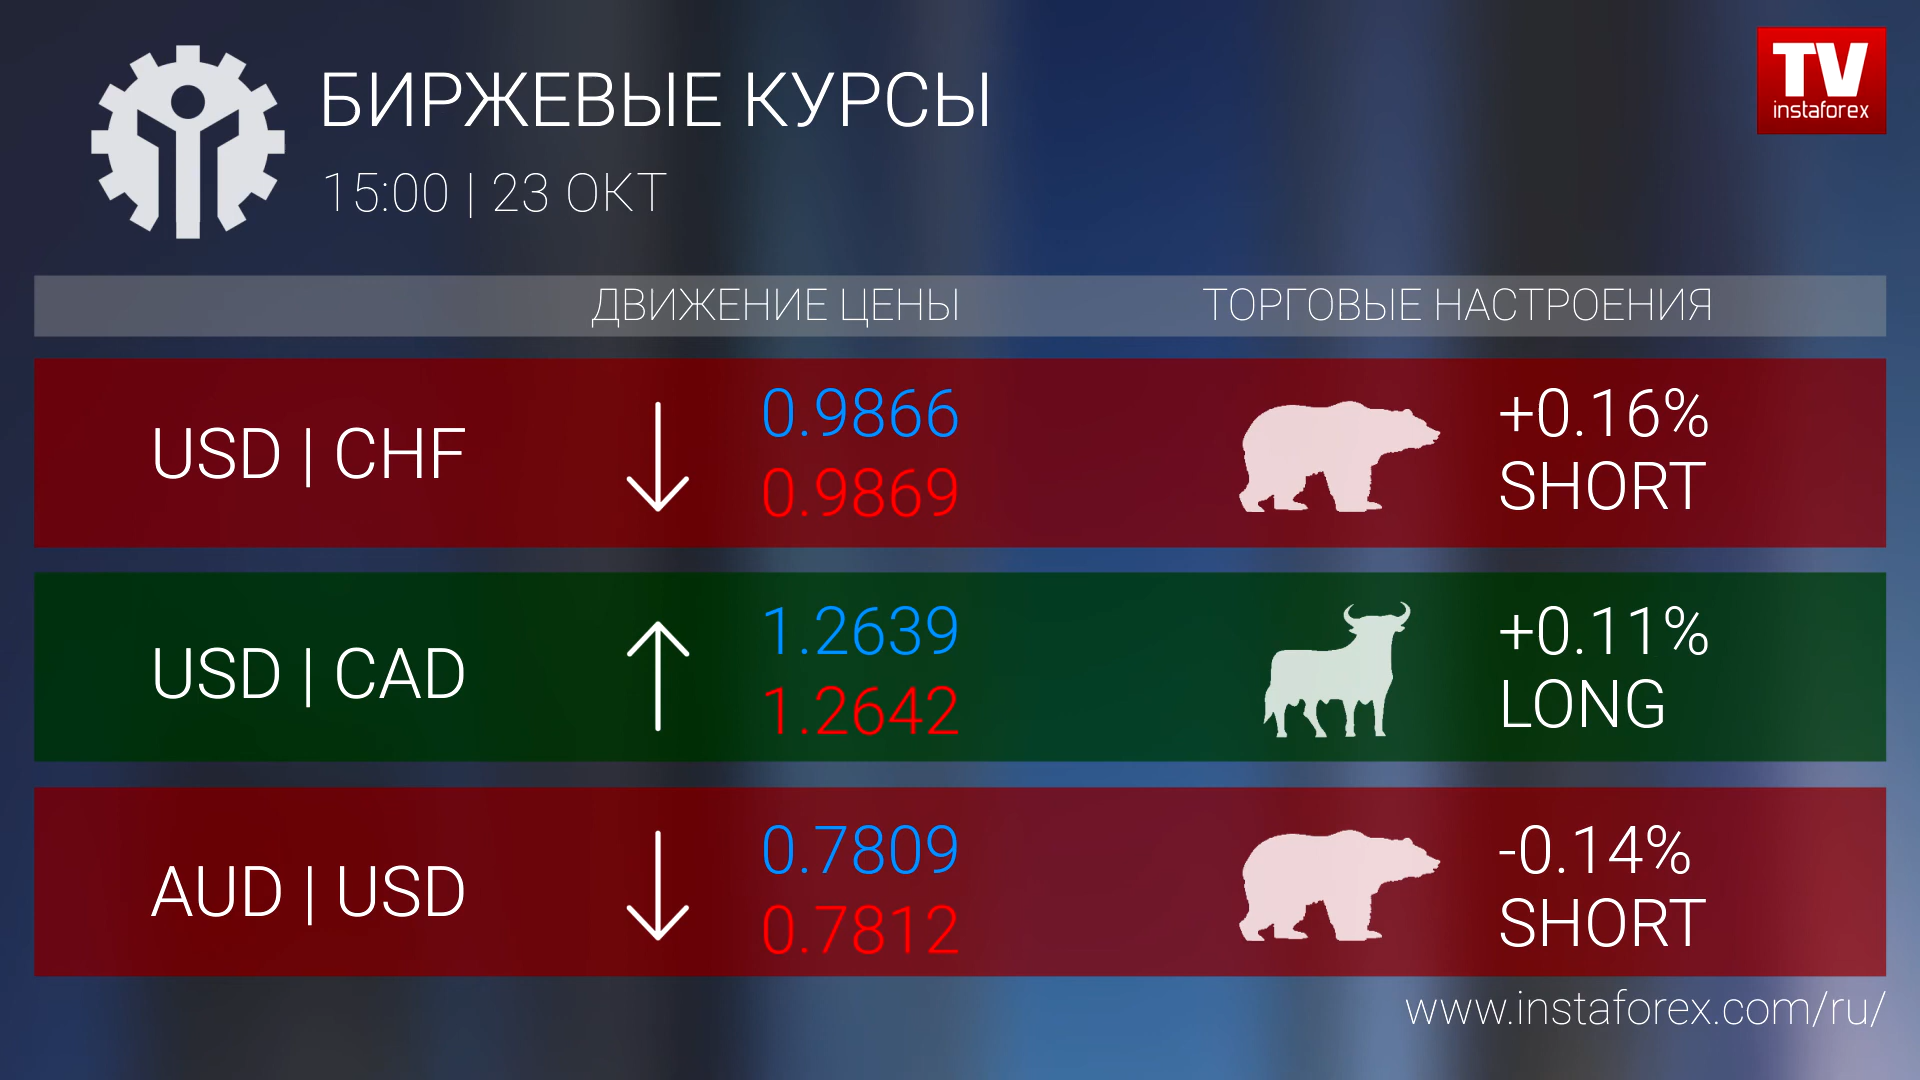 БИРЖЕВЫЕ КУРСЫ
15:00 | 23 ОКТ
TV
instaforex
ДВИЖЕНИЕ ЦЕНЫ
ТОРГОВЫЕ НАСТРОЕНИЯ
USD | CHF
0.9866
0.9869
+0.16%
SHORT
USD | CAD
1.2639
1.2642
+0.11%
LONG
AUD | USD
0.7809
0.7812
-0.14%
SHORT
www.instaforex.com/ru/